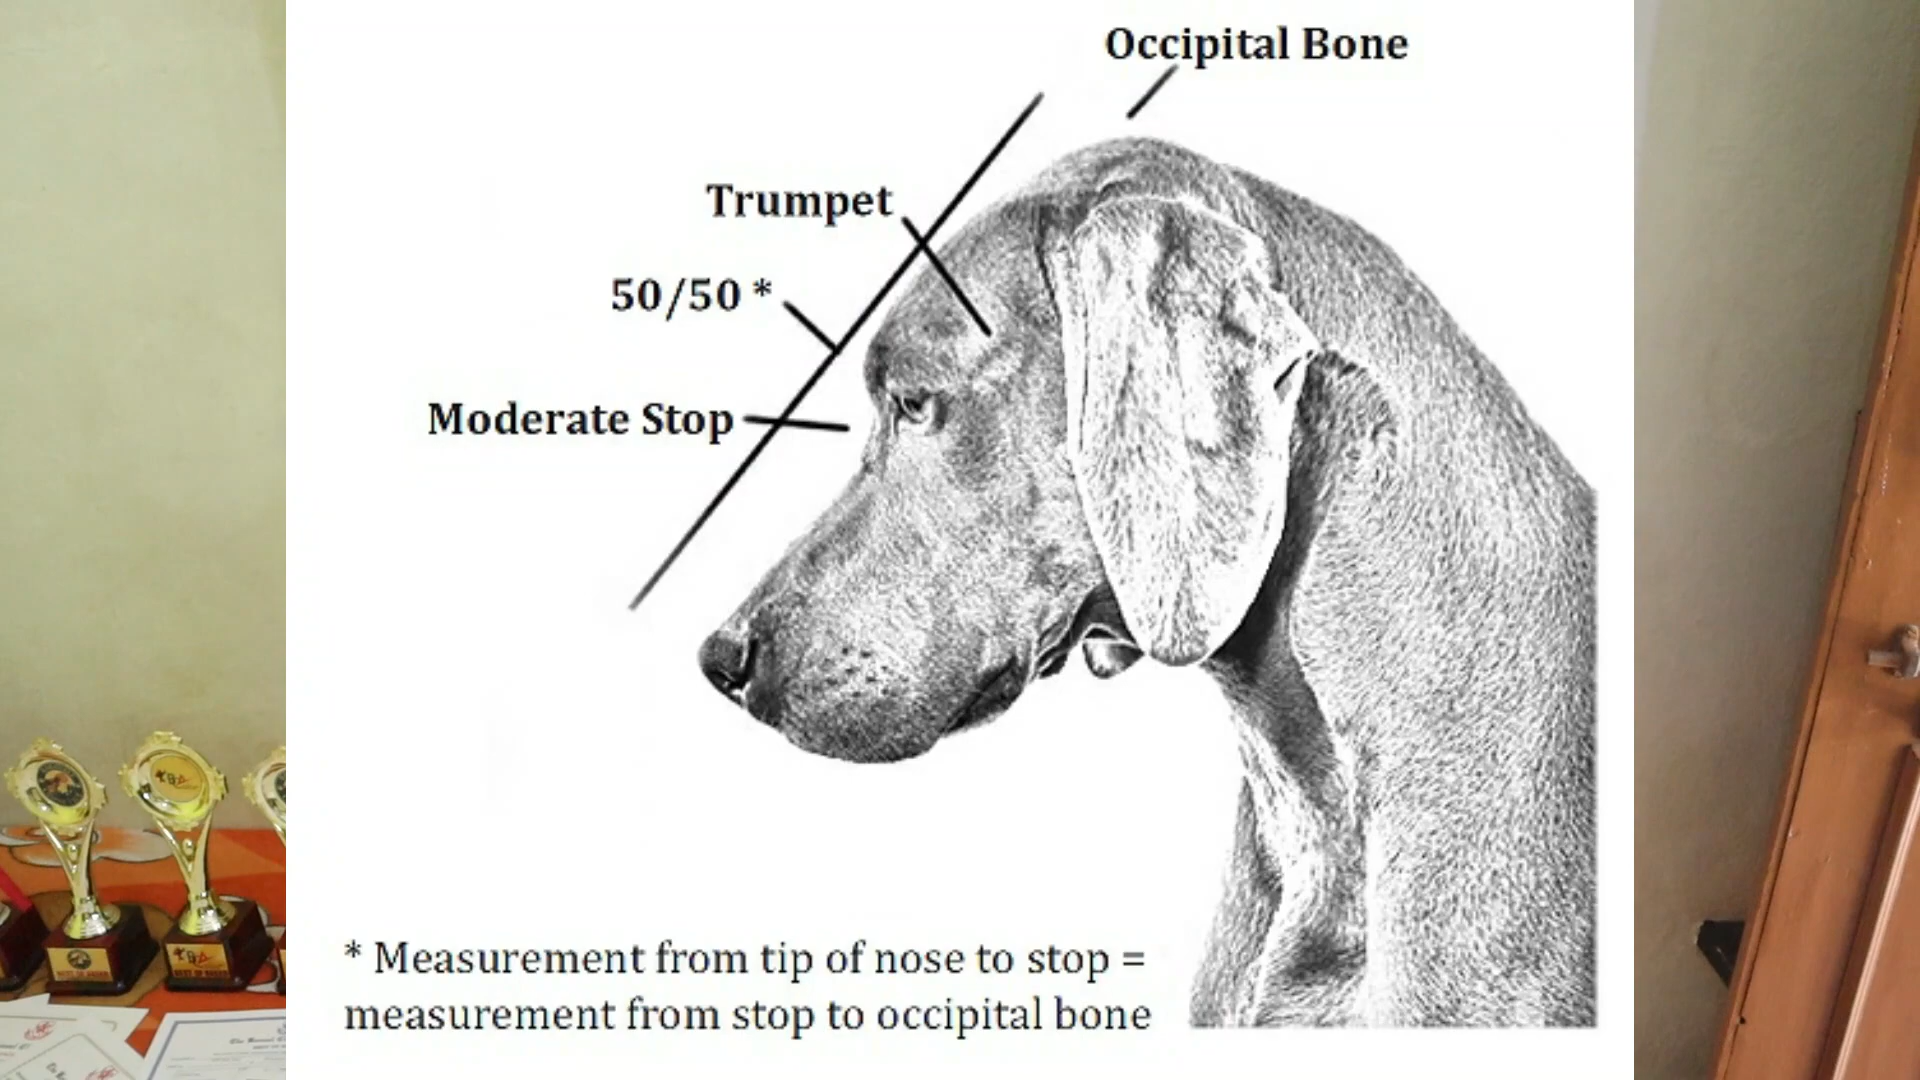 Occipital Bone
Trumpet
50/50 *
Moderate Stop
* Measurement from tip of nose to stop =
measurement from stop to occipital bone